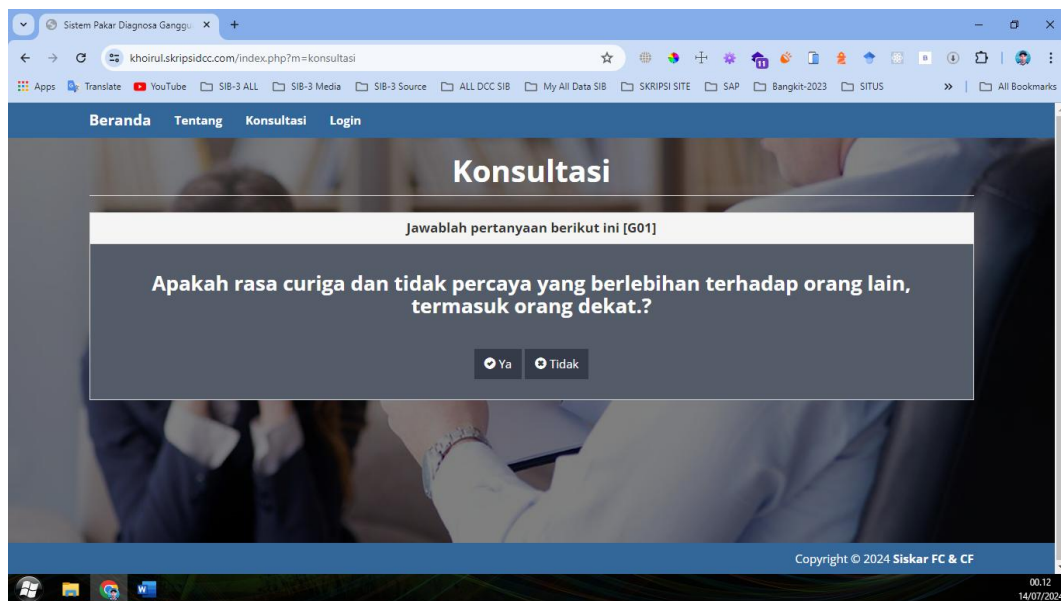 Sistem Pakar Diagnosa Ganggu
khoirul.skripsidcc.com/index.php?m=konsultasi
Apps Translate YouTube SIB-3 ALL SIB-3 Media SIB-3 Source ALL DCC SIB My All Data SIB SKRIPSI SITE SAP Bangkit-2023 SITUS » All Bookmarks
Beranda Tentang Konsultasi Login
Konsultasi
Jawablah pertanyaan berikut ini [G01]
Apakah rasa curiga dan tidak percaya yang berlebihan terhadap orang lain,
termasuk orang dekat.?
Ya Tidak
Copyright © 2024 Siskar FC & CF
00.12
14/07/202